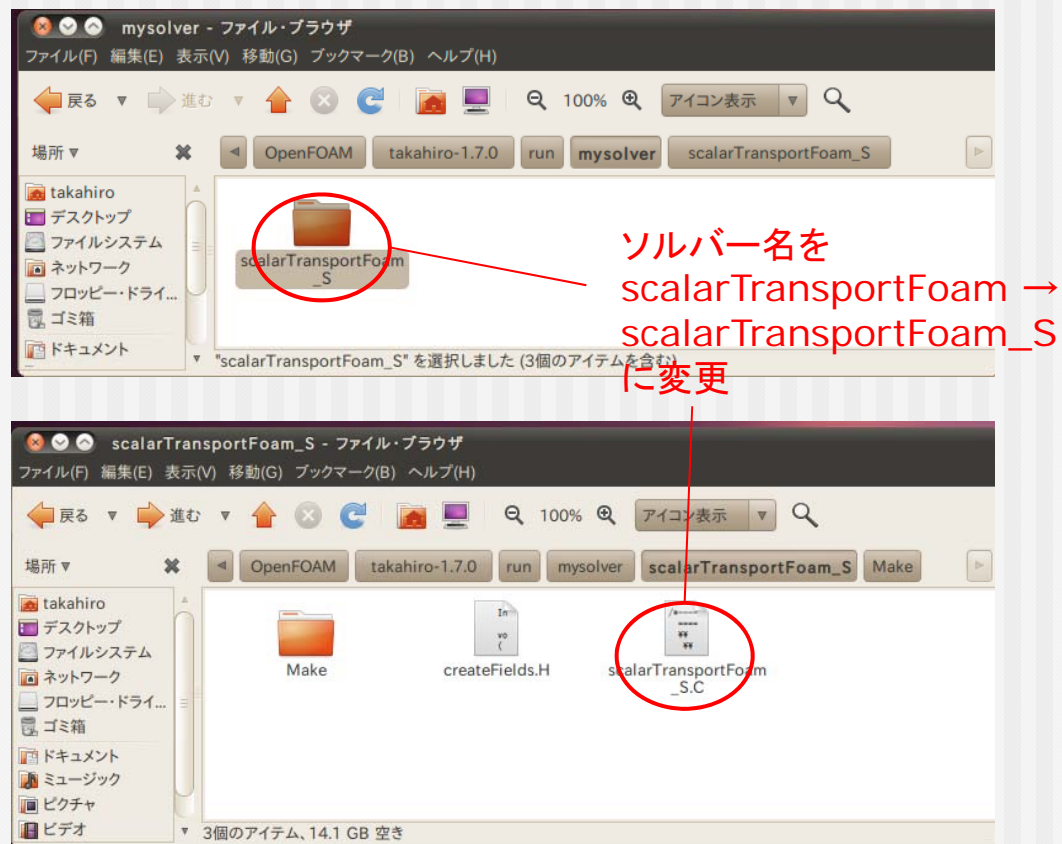 mysolver - ファイル・ブラウザ
ファイル(F) 編集(E) 表示(V) 移動(G) ブックマーク(B) ヘルプ(H)
戻る 進む 100% アイコン表示
場所 OpenFOAM takahiro-1.7.0 run mysolver scalarTransportFoam_S
takahiro
デスクトップ
ファイルシステム
ネットワーク
フロッピー・ドライ...
ゴミ箱
ドキュメント
scalarTransportFoam
_S
"scalarTransportFoam_S" を選択しました (3個のアイテムを含む)
ソルバー名を
scalarTransportFoam →
scalarTransportFoam_S
に変更
scalarTransportFoam_S - ファイル・ブラウザ
ファイル(F) 編集(E) 表示(V) 移動(G) ブックマーク(B) ヘルプ(H)
戻る 進む 100% アイコン表示
場所 OpenFOAM takahiro-1.7.0 run mysolver scalarTransportFoam_S Make
takahiro
デスクトップ
ファイルシステム
ネットワーク
フロッピー・ドライ...
ゴミ箱
ドキュメント
ミュージック
ピクチャ
ビデオ
Make
createFields.H
scalarTransportFoam
_S.C
3個のアイテム、14.1 GB 空き